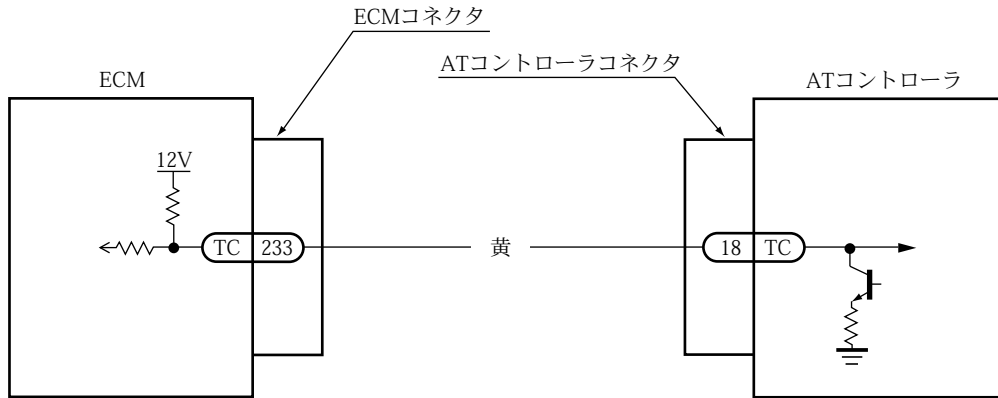 ECMコネクタ
ATコントローラコネクタ
ECM
ATコントローラ
12V
TC 233
黄
18 TC